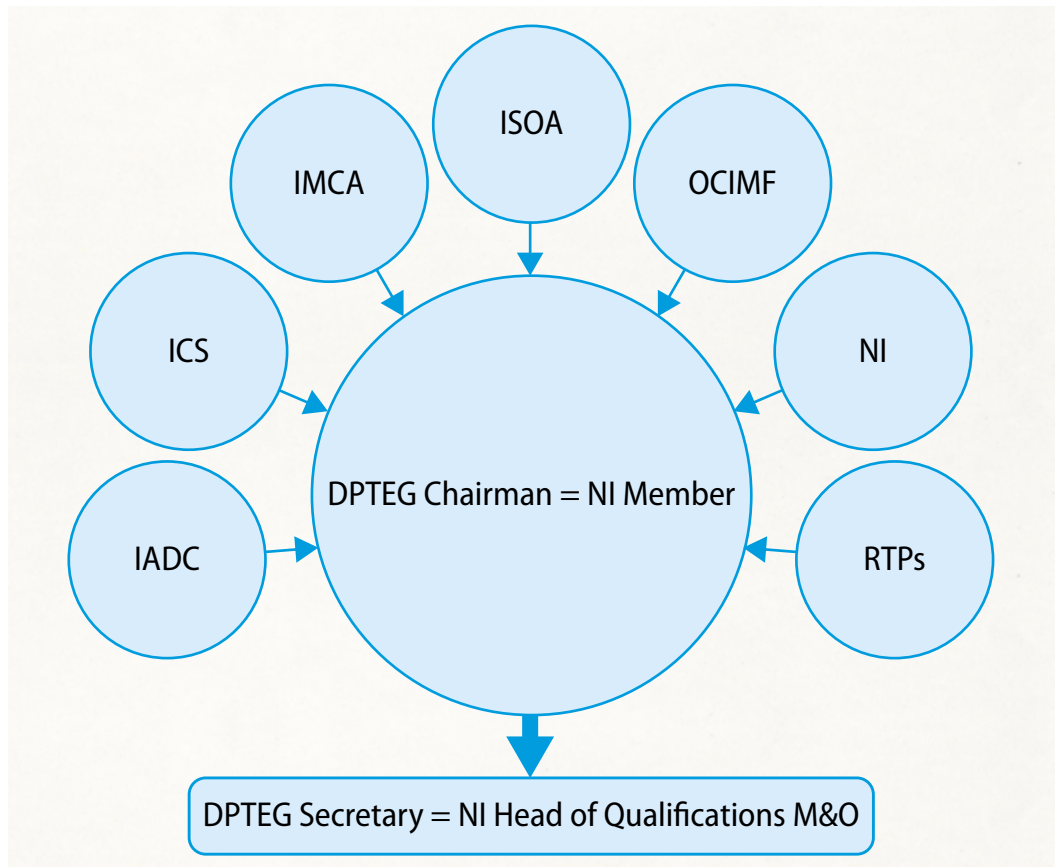 ISOA
IMCA
OCIMF
ICS
NI
DPTEG Chairman = NI Member
IADC
RTPs
DPTEG Secretary = NI Head of Qualifications M&O